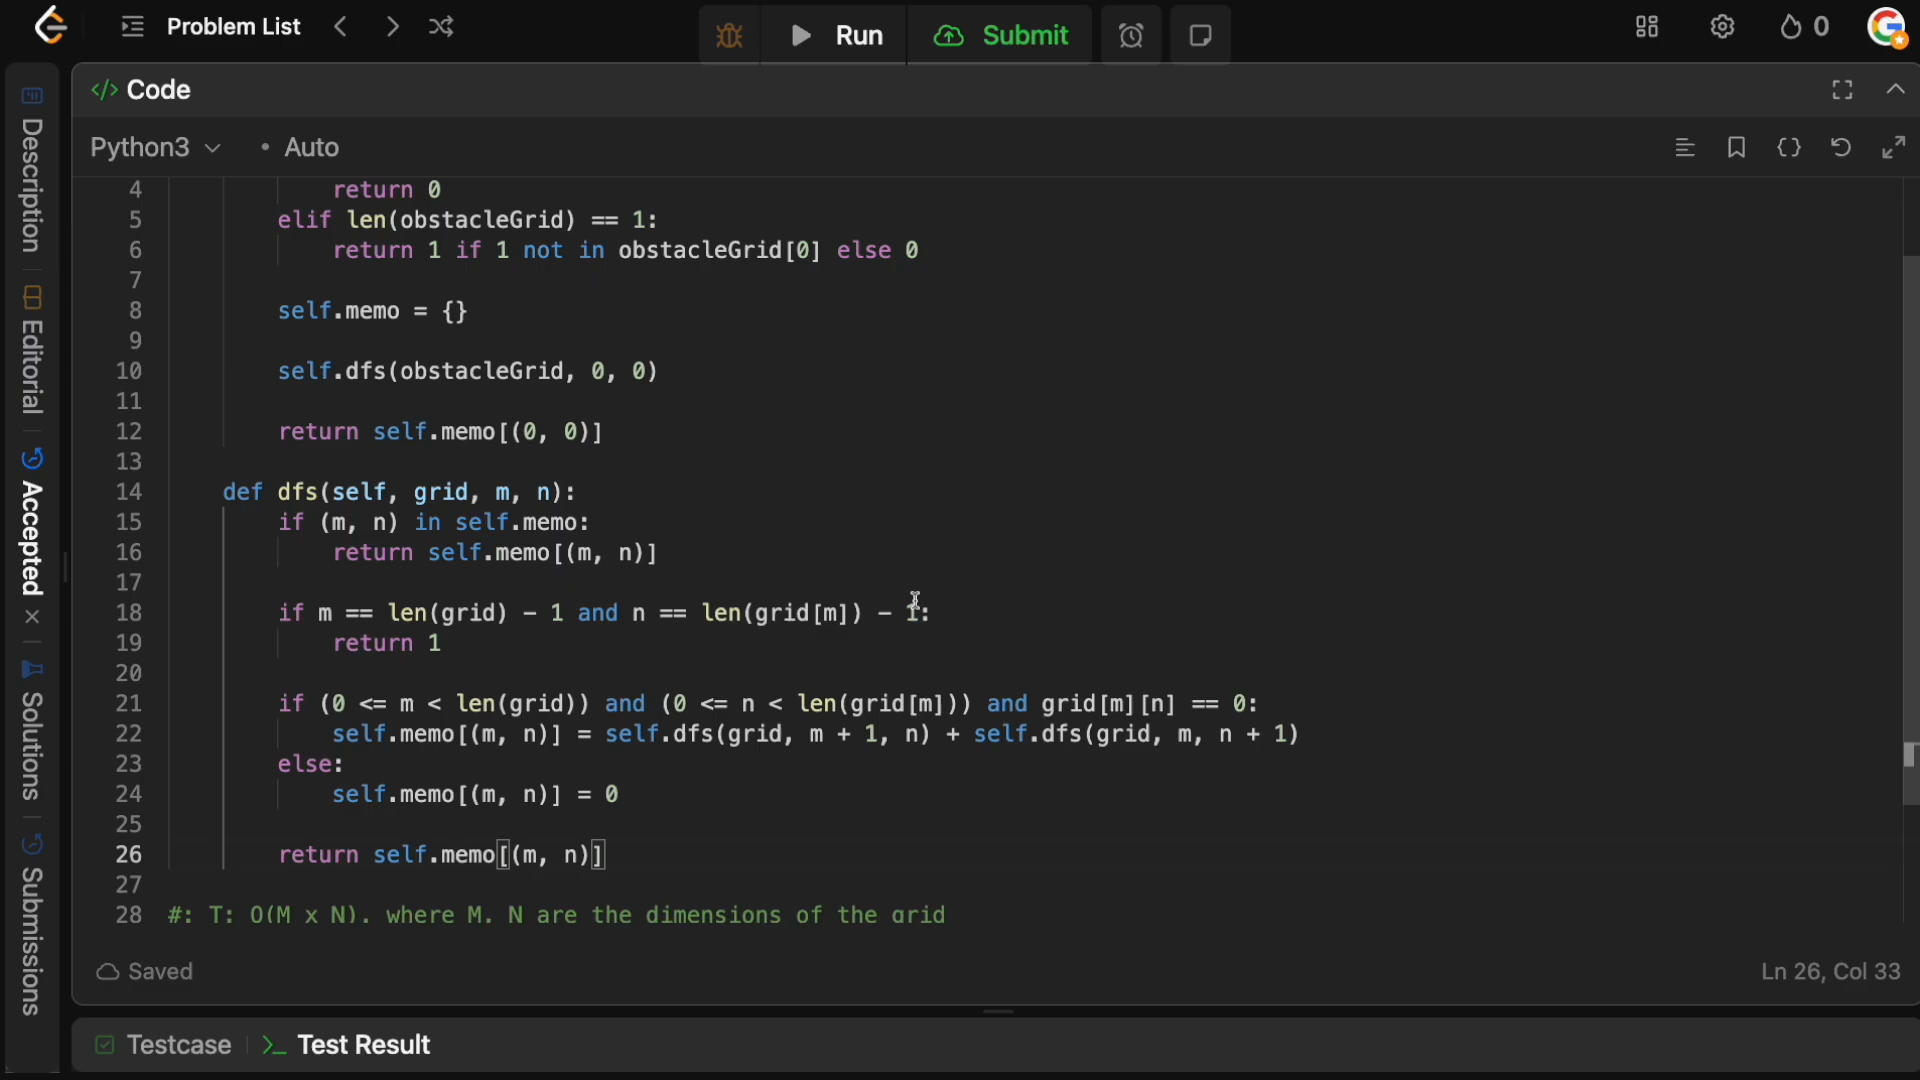 Problem List
Run
Submit
0
Description
Editorial
Accepted
Solutions
Submissions
</> Code
Python3
• Auto
4 return 0
5 elif len(obstacleGrid) == 1:
6 return 1 if 1 not in obstacleGrid[0] else 0
7
8 self.memo = {}
9
10 self.dfs(obstacleGrid, 0, 0)
11
12 return self.memo[(0, 0)]
13
14 def dfs(self, grid, m, n):
15 if (m, n) in self.memo:
16 return self.memo[(m, n)]
17
18 if m == len(grid) - 1 and n == len(grid[m]) - 1:
19 return 1
20
21 if (0 <= m < len(grid)) and (0 <= n < len(grid[m])) and grid[m][n] == 0:
22 self.memo[(m, n)] = self.dfs(grid, m + 1, n) + self.dfs(grid, m, n + 1)
23 else:
24 self.memo[(m, n)] = 0
25
26 return self.memo[(m, n)]
27
28 #: T: O(M x N), where M, N are the dimensions of the grid
Saved
Ln 26, Col 33
Testcase
Test Result